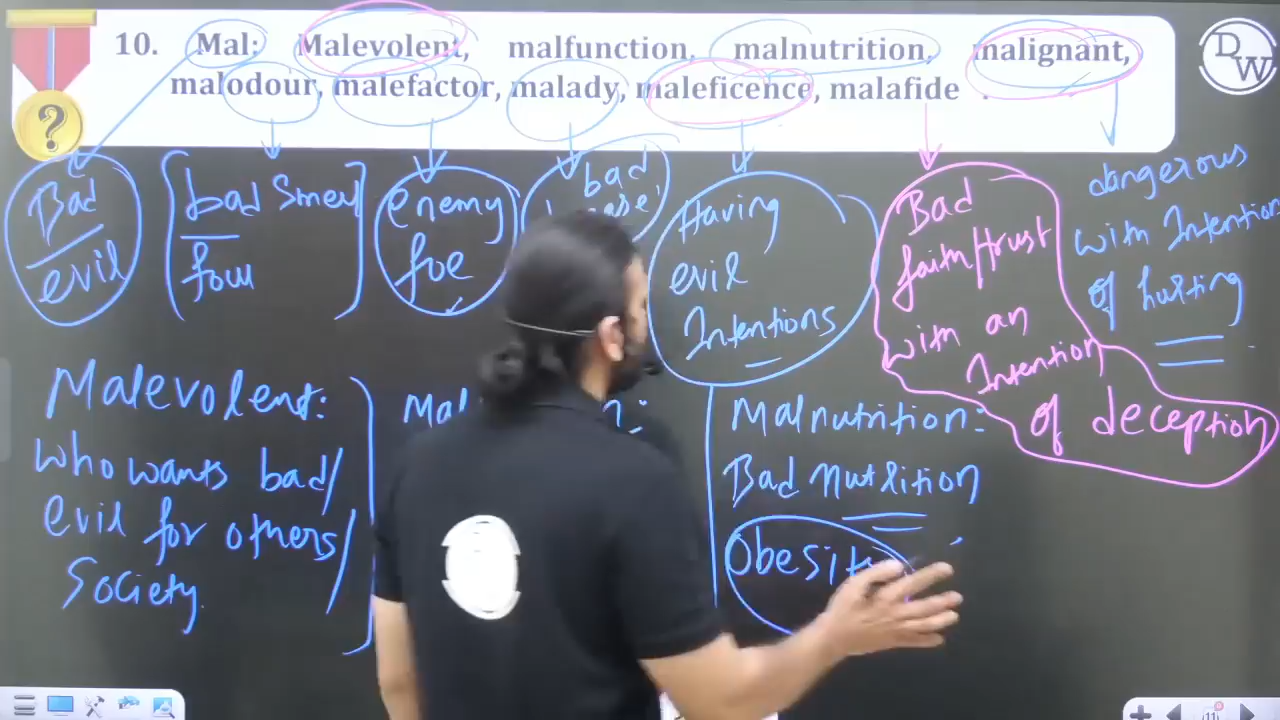 10. Mal: Malevolent, malfunction, malnutrition, malignant,
malodour, malefactor, malady, maleficence, malafide .
DW
?
Bad
evil
bad Smell
foul
enemy
foe
bad
Having
evil
Intentions
Bad
faith/trust
with an
Intention
of deception
dangerous
with Intention
of hurting
Malevolent:
who wants bad/
evil for others/
Society.
Mal
Malnutrition:
Bad nutrition
Obesity
11